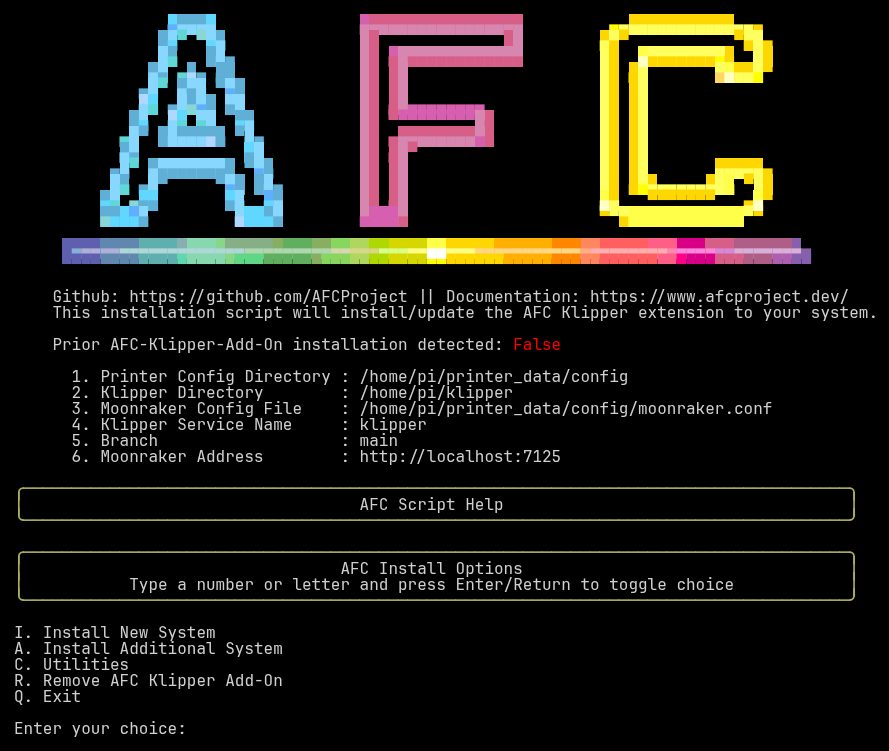 AFC
Github: https://github.com/AFCProject || Documentation: https://www.afcproject.dev/
This installation script will install/update the AFC Klipper extension to your system.
Prior AFC-Klipper-Add-On installation detected: False
1. Printer Config Directory : /home/pi/printer_data/config
2. Klipper Directory : /home/pi/klipper
3. Moonraker Config File : /home/pi/printer_data/config/moonraker.conf
4. Klipper Service Name : klipper
5. Branch : main
6. Moonraker Address : http://localhost:7125
AFC Script Help
AFC Install Options
Type a number or letter and press Enter/Return to toggle choice
I. Install New System
A. Install Additional System
C. Utilities
R. Remove AFC Klipper Add-On
Q. Exit
Enter your choice: